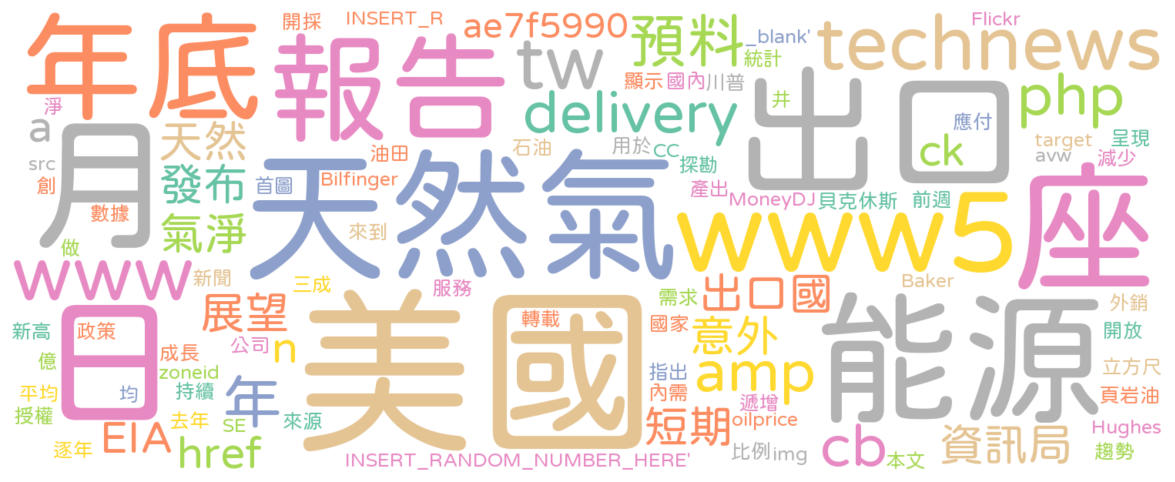 年底
開採
INSERT_R
ae7f5990
預料
_blank'
Flickr
報告
tw
統計
technews
顯示
國內
川普
淨
a
月
天然
delivery
井
出口
php
src
創
數據
發布
氣淨
首圖
油田
Bilfinger
石油
用於
CC
探勘
應付
ck
target
avw
呈現
減少
做
來到
天然氣
產出
MoneyDJ
貝克休斯
前週
座
www
新聞
三成
服務
www5
需求
出口國
Baker
外銷
新高
政策
日
展望
美國
轉載
國家
意外
能源
開放
億
成長
zoneid
公司
n
指出
amp
立方尺
平均
均
持續
年
內需
遞增
oilprice
頁岩油
授權
去年
SE
來源
短期
Hughes
逐年
EIA
href
INSERT_RANDOM_NUMBER_HERE'
比例
img
cb
本文
資訊局
趨勢